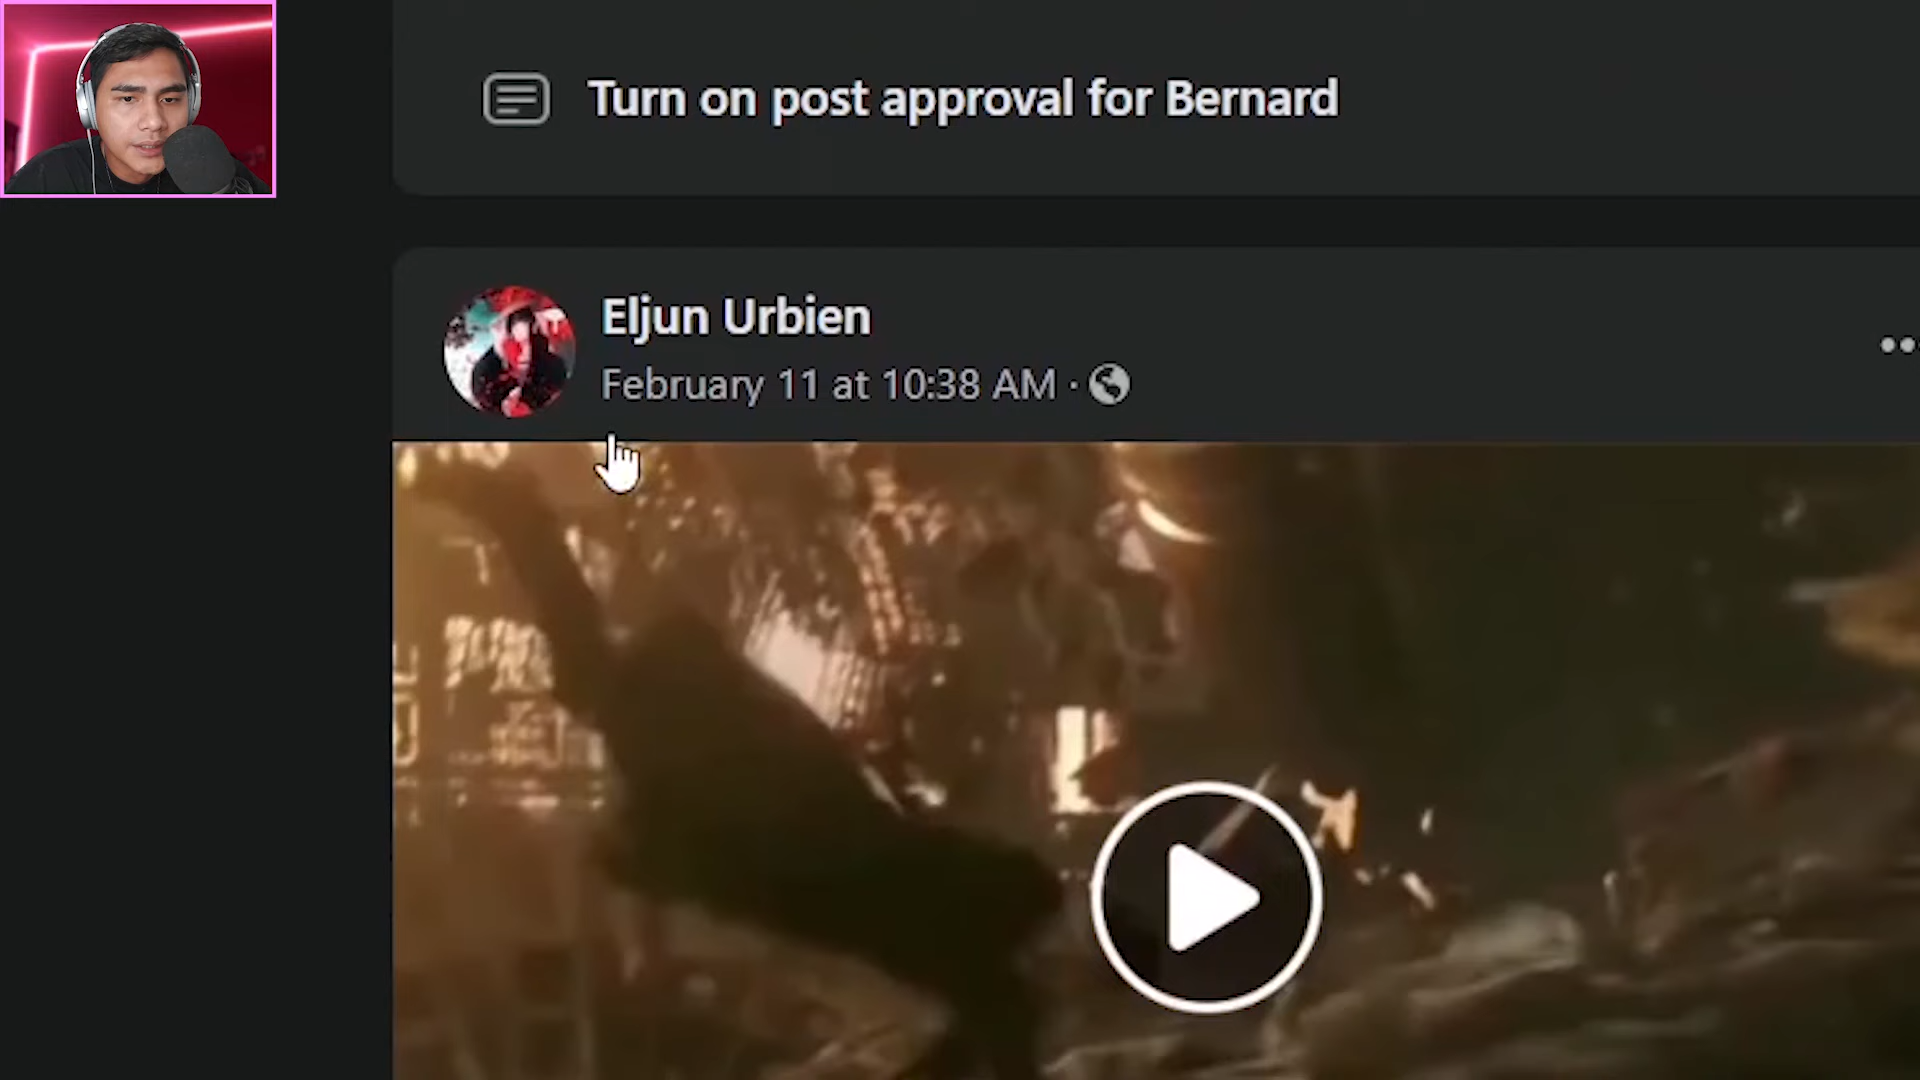 Turn on post approval for Bernard
Eljun Urbien
February 11 at 10:38 AM ·